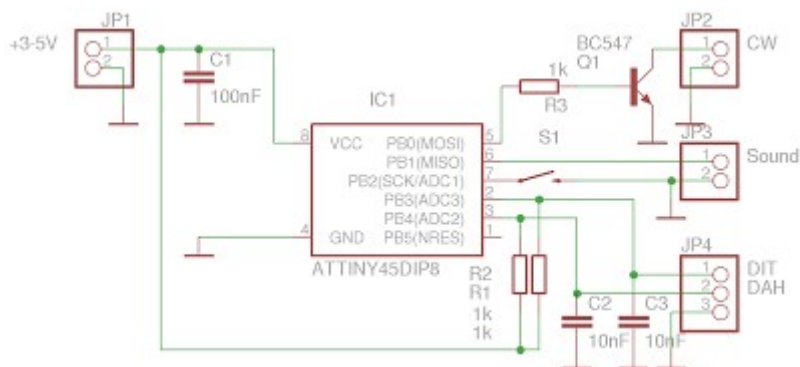 JP1
+3-5V
1
2
C1
100nF
IC1
8
VCC
4
GND
PB0(MOSI)
5
PB1(MISO)
6
PB2(SCK/ADC1)
7
PB3(ADC3)
2
PB4(ADC2)
3
PB5(NRES)
1
ATTINY45DIP8
1k
R3
BC547
Q1
S1
JP2
1
2
CW
JP3
1
2
Sound
R2
R1
1k
1k
C2
10nF
C3
10nF
JP4
1
2
3
DIT
DAH